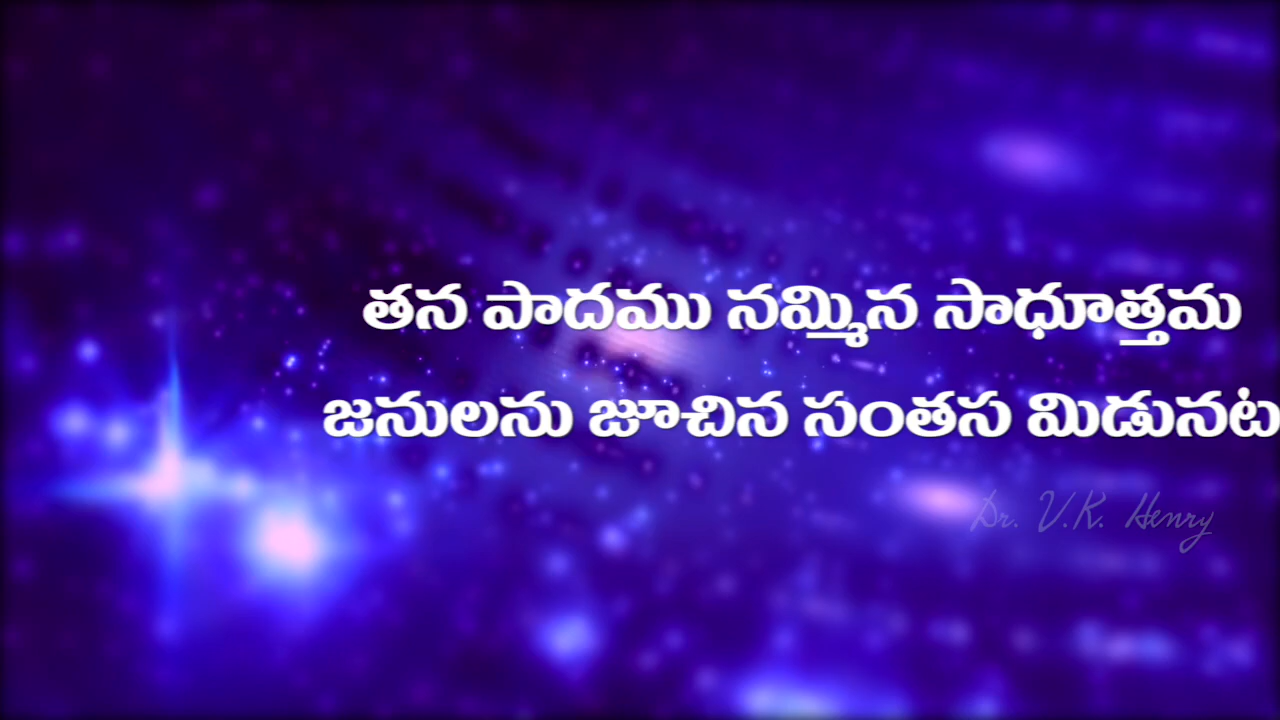 తన పాదము నమ్మిన సాధూత్తమ
జనులను జూచిన సంతస మిడునట
Dr. V.K. Henry